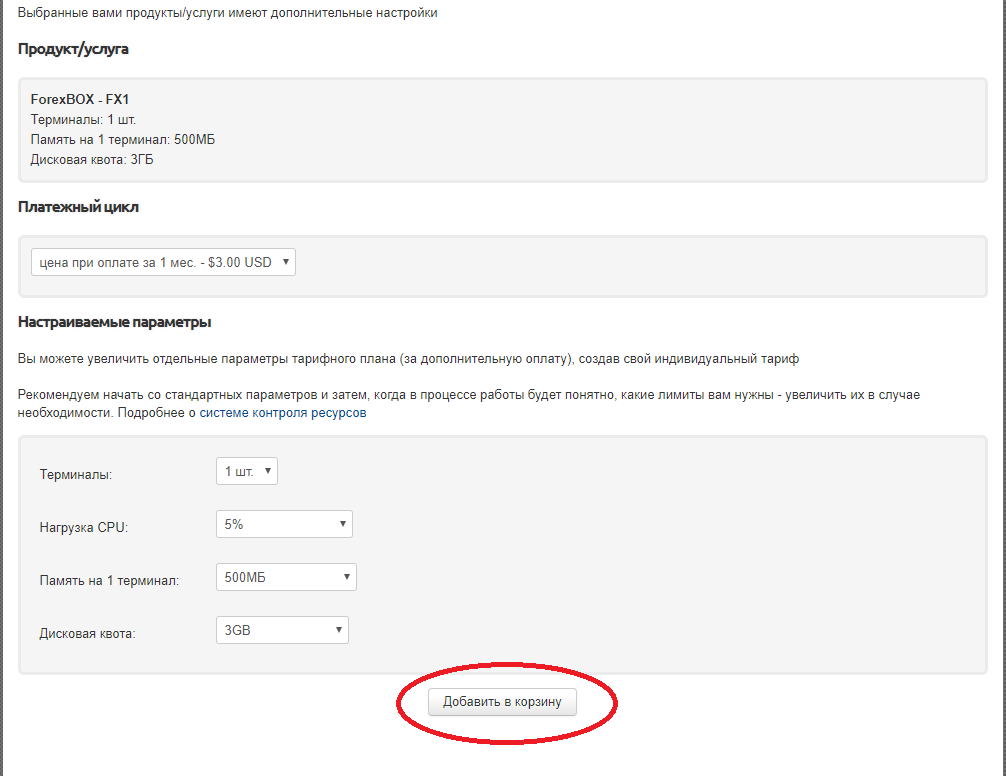 Выбранные вами продукты/услуги имеют дополнительные настройки
Продукт/услуга
ForexBOX - FX1
Терминалы: 1 шт.
Память на 1 терминал: 500МБ
Дисковая квота: 3ГБ
Платежный цикл
цена при оплате за 1 мес. - $3.00 USD
Настраиваемые параметры
Вы можете увеличить отдельные параметры тарифного плана (за дополнительную оплату), создав свой индивидуальный тариф
Рекомендуем начать со стандартных параметров и затем, когда в процессе работы будет понятно, какие лимиты вам нужны - увеличить их в случае
необходимости. Подробнее о системе контроля ресурсов
Терминалы: 1 шт.
Нагрузка CPU: 5%
Память на 1 терминал: 500МБ
Дисковая квота: 3GB
Добавить в корзину